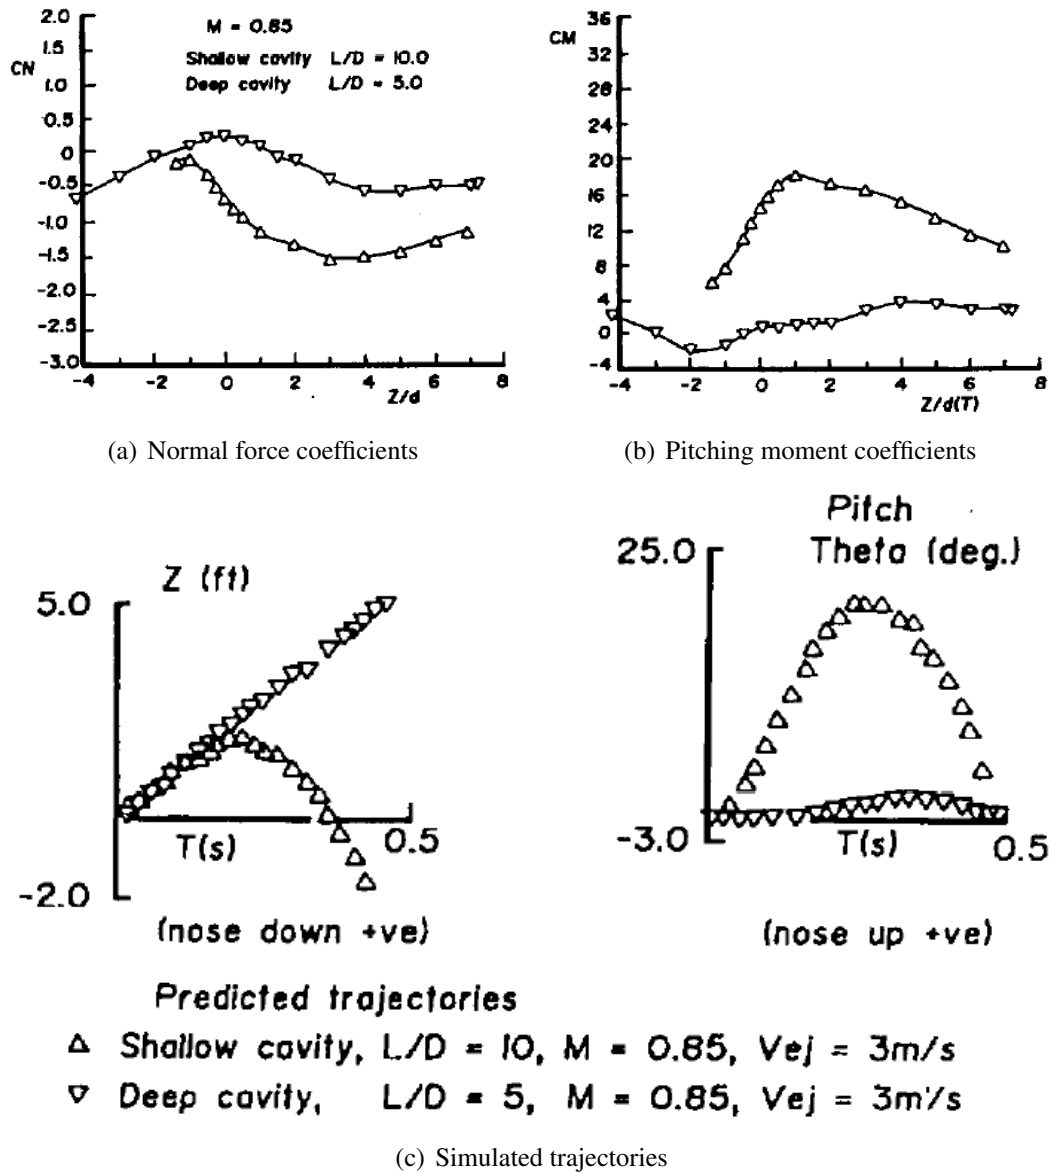 M = 0.85
Shallow cavity L/D = 10.0
Deep cavity L/D = 5.0
CN
2.0
1.5
1.0
0.5
0
-0.5
-1.0
-1.5
-2.0
-2.5
-3.0
-4 -2 0 2 4 6 8
Z/d
CM
36
32
28
24
20
16
12
8
4
0
-4
-4 -2 0 2 4 6 8
Z/d(T)
(a) Normal force coefficients
(b) Pitching moment coefficients
Z (ft)
5.0
T(s)
0.5
-2.0
(nose down +ve)
Pitch
Theta (deg.)
25.0
-3.0
T(s)
0.5
(nose up +ve)
Predicted trajectories
Shallow cavity, L/D = 10, M = 0.85, Vej = 3m/s
Deep cavity, L/D = 5, M = 0.85, Vej = 3m/s
(c) Simulated trajectories